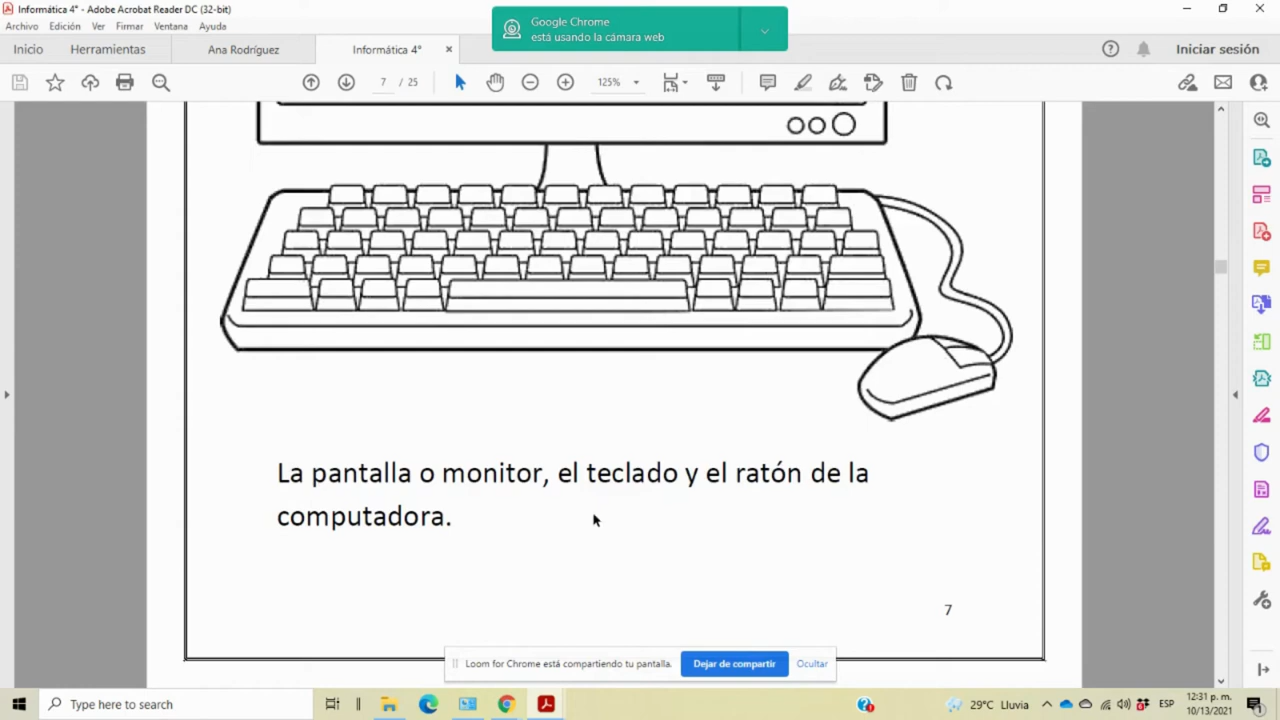 Informática 4° - Adobe Acrobat Reader DC (32-bit)
Google Chrome
está usando la cámara web
Archivo Edición Ver Firmar Ventana Ayuda
Inicio Herramientas Ana Rodríguez Informática 4° × Iniciar sesión
7 / 25 125%
La pantalla o monitor, el teclado y el ratón de la
computadora.
7
Loom for Chrome está compartiendo tu pantalla. Dejar de compartir Ocultar
Type here to search 29°C Lluvia ESP 12:31 p. m.
10/13/2021